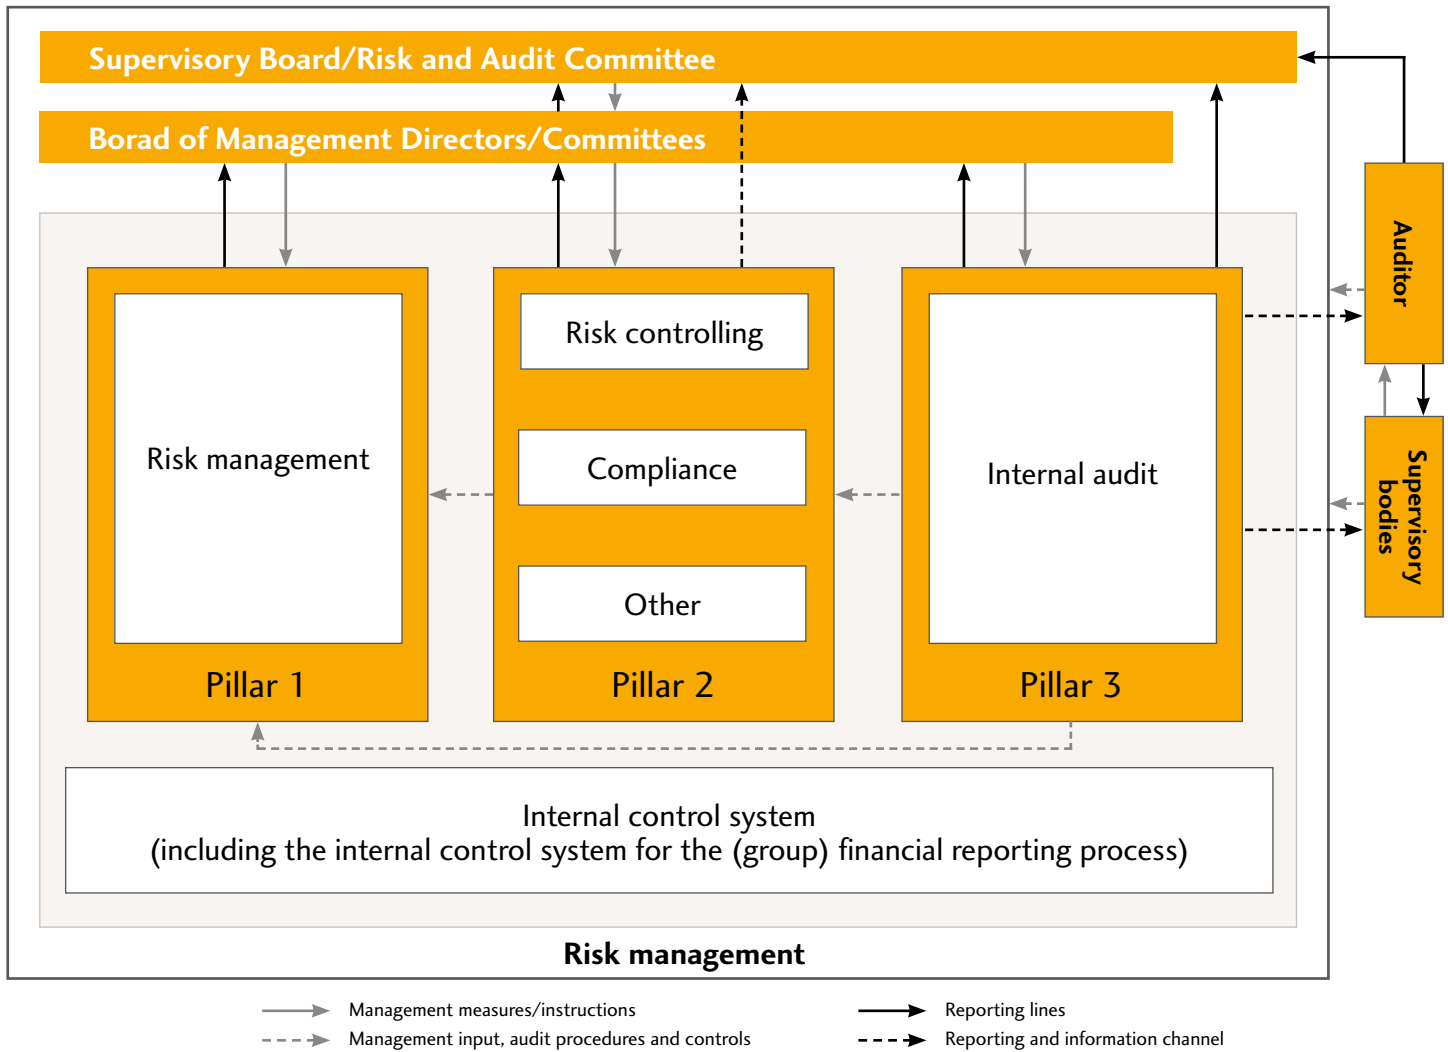 Supervisory Board/Risk and Audit Committee
Borad of Management Directors/Committees
Risk management
Pillar 1
Risk controlling
Compliance
Other
Pillar 2
Internal audit
Pillar 3
Auditor
Supervisory
bodies
Internal control system
(including the internal control system for the (group) financial reporting process)
Risk management
Management measures/instructions
Management input, audit procedures and controls
Reporting lines
Reporting and information channel